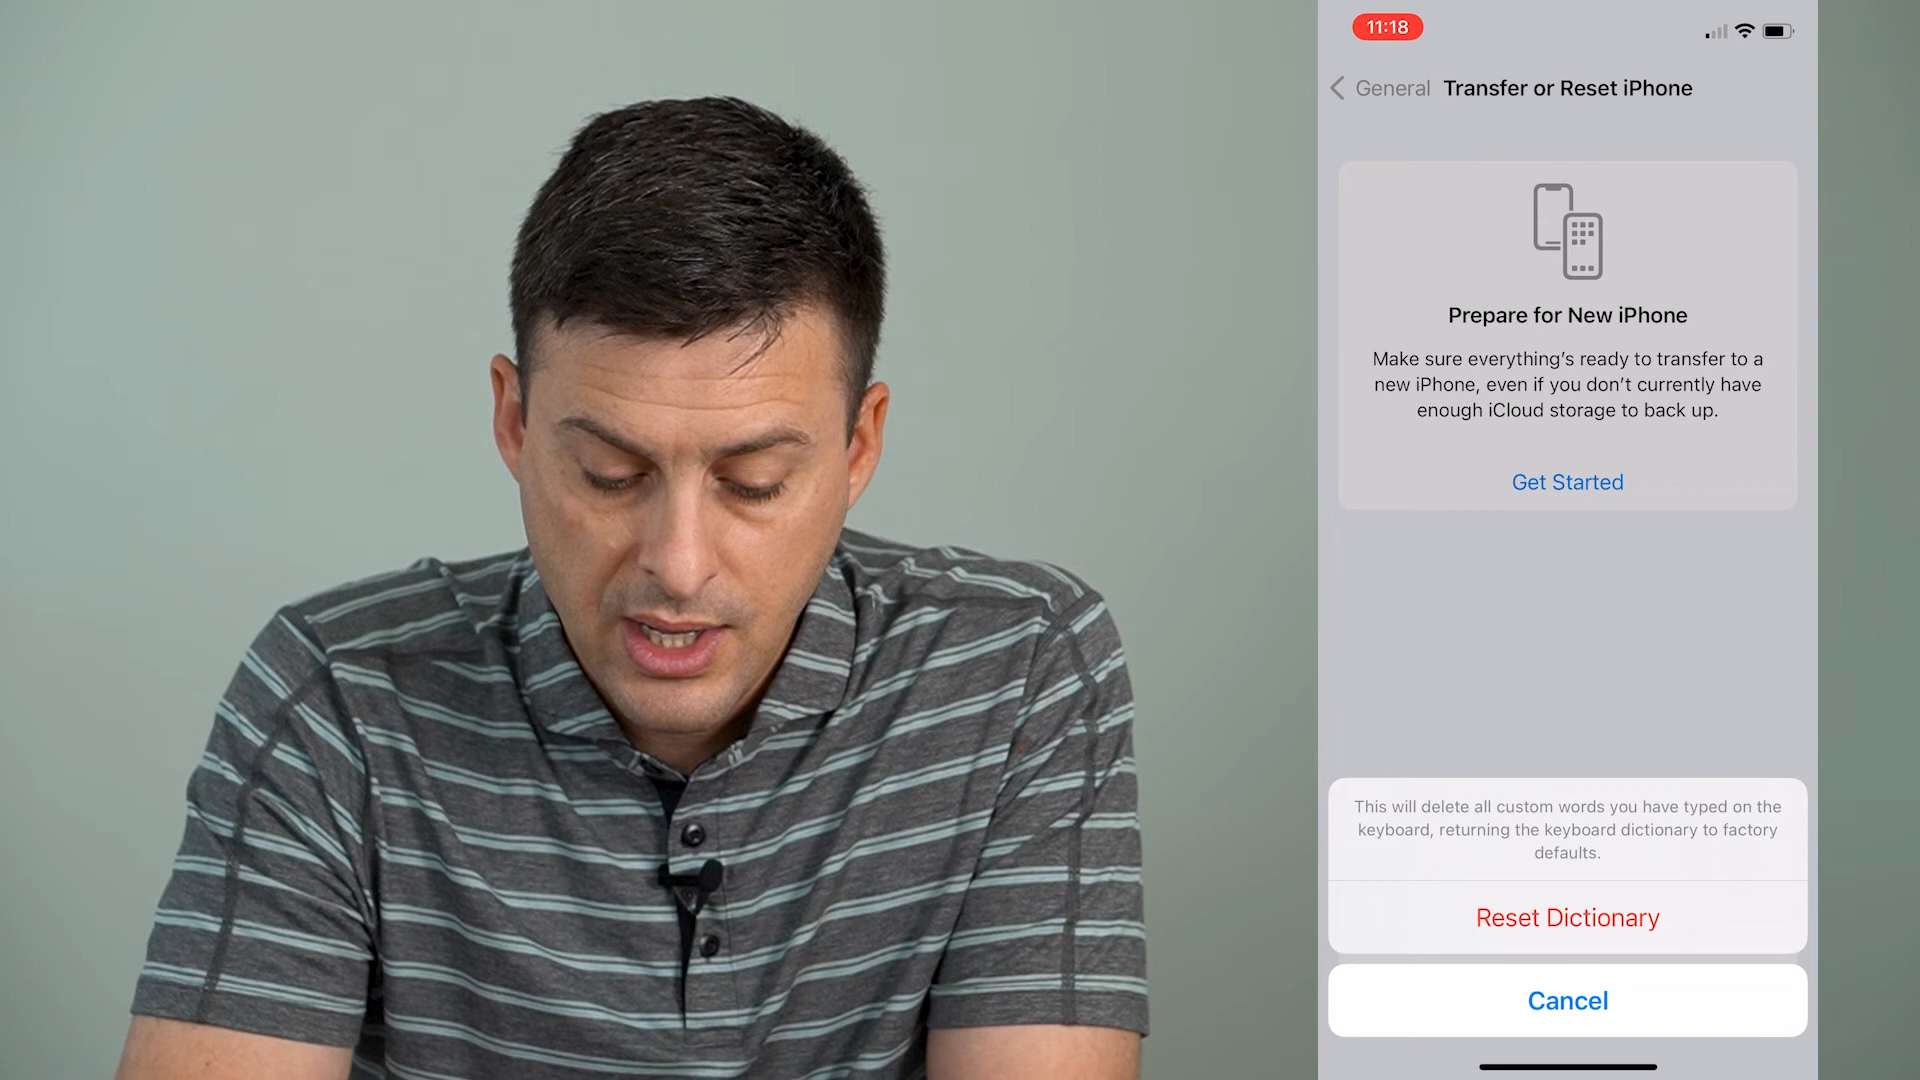 11:18
General Transfer or Reset iPhone
Prepare for New iPhone
Make sure everything’s ready to transfer to a
new iPhone, even if you don’t currently have
enough iCloud storage to back up.
Get Started
This will delete all custom words you have typed on the
keyboard, returning the keyboard dictionary to factory
defaults.
Reset Dictionary
Cancel